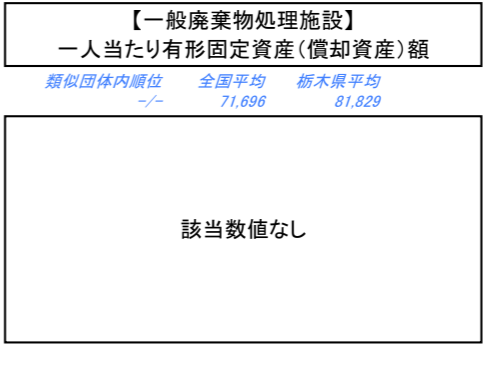 【一般廃棄物処理施設】
一人当たり有形固定資産(償却資産)額
類似団体内順位 全国平均 栃木県平均
-/- 71,696 81,829
該当数値なし